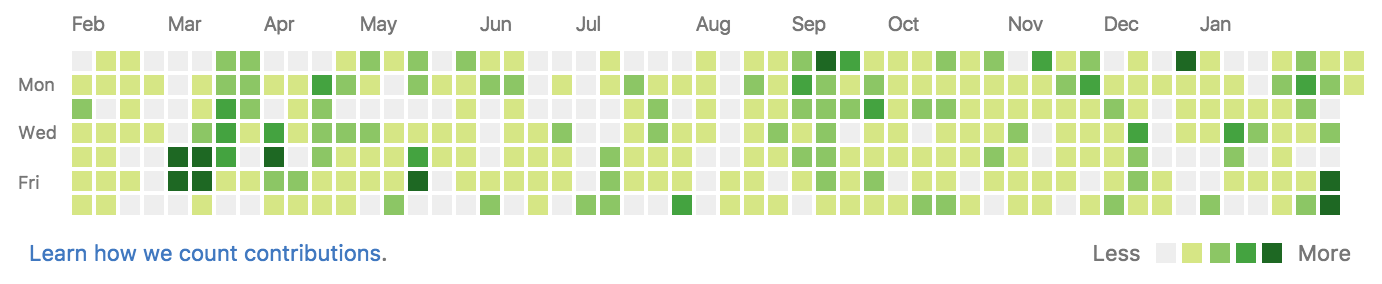 Feb Mar Apr May Jun Jul Aug Sep Oct Nov Dec Jan
Mon
Wed
Fri
Learn how we count contributions.
Less More